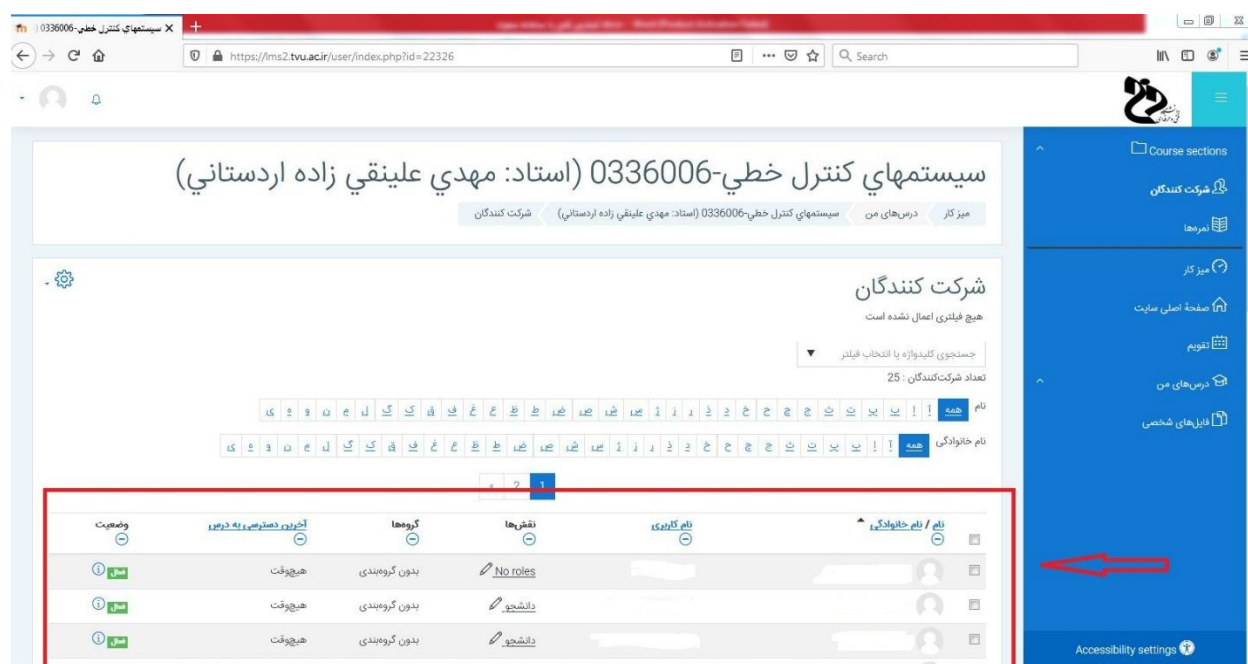 سیستمهاي کنترل خطي-0336006
https://lms2.tvu.ac.ir/user/index.php?id=22326
Search
Course sections
شرکت کنندگان
نمره‌ها
میز کار
صفحهٔ اصلی سایت
تقویم
درس‌های من
فایل‌های شخصی
Accessibility settings
سیستمهاي کنترل خطي-0336006 (استاد: مهدي علینقي زاده اردستاني)
میز کار
درس‌های من
سیستمهاي کنترل خطي-0336006 (استاد: مهدي علینقي زاده اردستاني)
شرکت کنندگان
شرکت کنندگان
هیچ فیلتری اعمال نشده است
جستجوی کلیدواژه یا انتخاب فیلتر ▼
تعداد شرکت‌کنندگان : 25
نام همه آ ا ب پ ت ث ج چ ح خ د ذ ر ز ژ س ش ص ض ط ظ ع غ ف ق ک گ ل م ن و ه ی
نام خانوادگی همه آ ا ب پ ت ث ج چ ح خ د ذ ر ز ژ س ش ص ض ط ظ ع غ ف ق ک گ ل م ن و ه ی
1 2 »
نام / نام خانوادگی نام کاربری نقش‌ها گروه‌ها آخرین دسترسی به درس وضعیت
No roles بدون گروه‌بندی هیچ‌وقت فعال
دانشجو بدون گروه‌بندی هیچ‌وقت فعال
دانشجو بدون گروه‌بندی هیچ‌وقت فعال